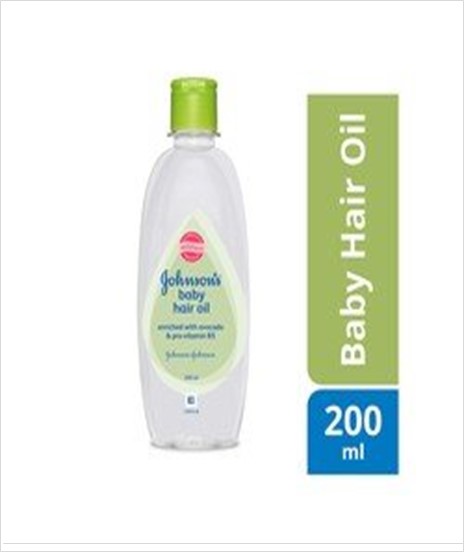 Johnson's
baby
hair oil
enriched with avocado
& pro-vitamin B5
Johnson & Johnson
Baby Hair Oil
200
ml